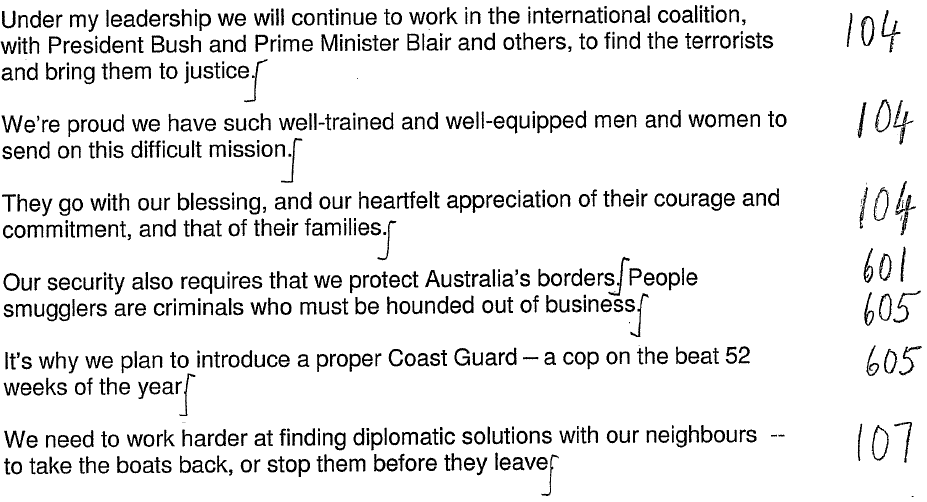 Under my leadership we will continue to work in the international coalition,
with President Bush and Prime Minister Blair and others, to find the terrorists 104
and bring them to justice.
We're proud we have such well-trained and well-equipped men and women to 104
send on this difficult mission.
They go with our blessing, and our heartfelt appreciation of their courage and 104
commitment, and that of their families.
Our security also requires that we protect Australia's borders. People 601
smugglers are criminals who must be hounded out of business. 605
It's why we plan to introduce a proper Coast Guard – a cop on the beat 52 605
weeks of the year.
We need to work harder at finding diplomatic solutions with our neighbours -- 107
to take the boats back, or stop them before they leave.